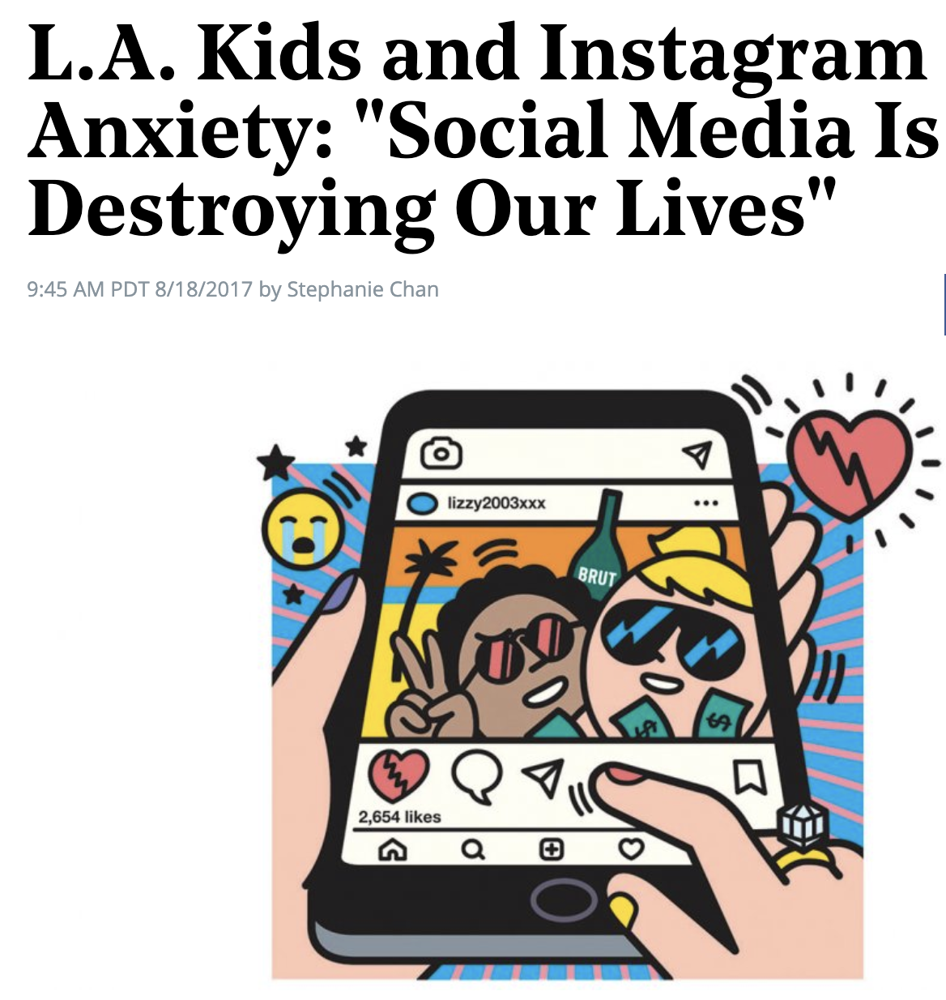 L.A. Kids and Instagram
Anxiety: "Social Media Is
Destroying Our Lives"
9:45 AM PDT 8/18/2017 by Stephanie Chan
lizzy2003xxx
BRUT
$
$
2,654 likes